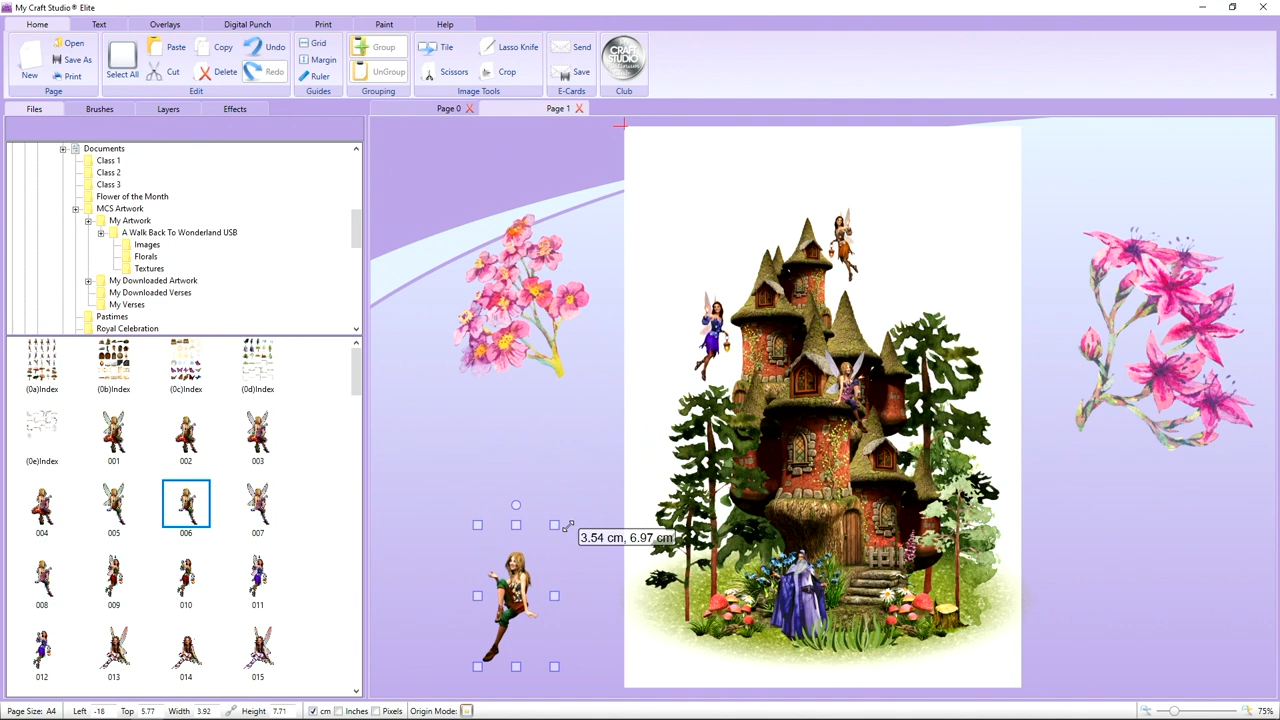 My Craft Studio® Elite
Home Text Overlays Digital Punch Print Paint Help
New Open Save As Print
Select All Paste Copy Undo Cut Delete Redo
Grid Margin Ruler
Group UnGroup
Tile Lasso Knife Scissors Crop
Send Save
MY CRAFT STUDIO
Page Edit Guides Grouping Image Tools E-Cards Club
Files Brushes Layers Effects
Page 0 Page 1
Documents
Class 1
Class 2
Class 3
Flower of the Month
MCS Artwork
My Artwork
A Walk Back To Wonderland USB
Images
Florals
Textures
My Downloaded Artwork
My Downloaded Verses
My Verses
Pastimes
Royal Celebration
(0a)Index (0b)Index (0c)Index (0d)Index
(0e)Index 001 002 003
004 005 006 007
008 009 010 011
012 013 014 015
3.54 cm, 6.97 cm
Page Size: A4 Left -18 Top 5.77 Width 3.92 Height 7.71 cm Inches Pixels Origin Mode: 75%